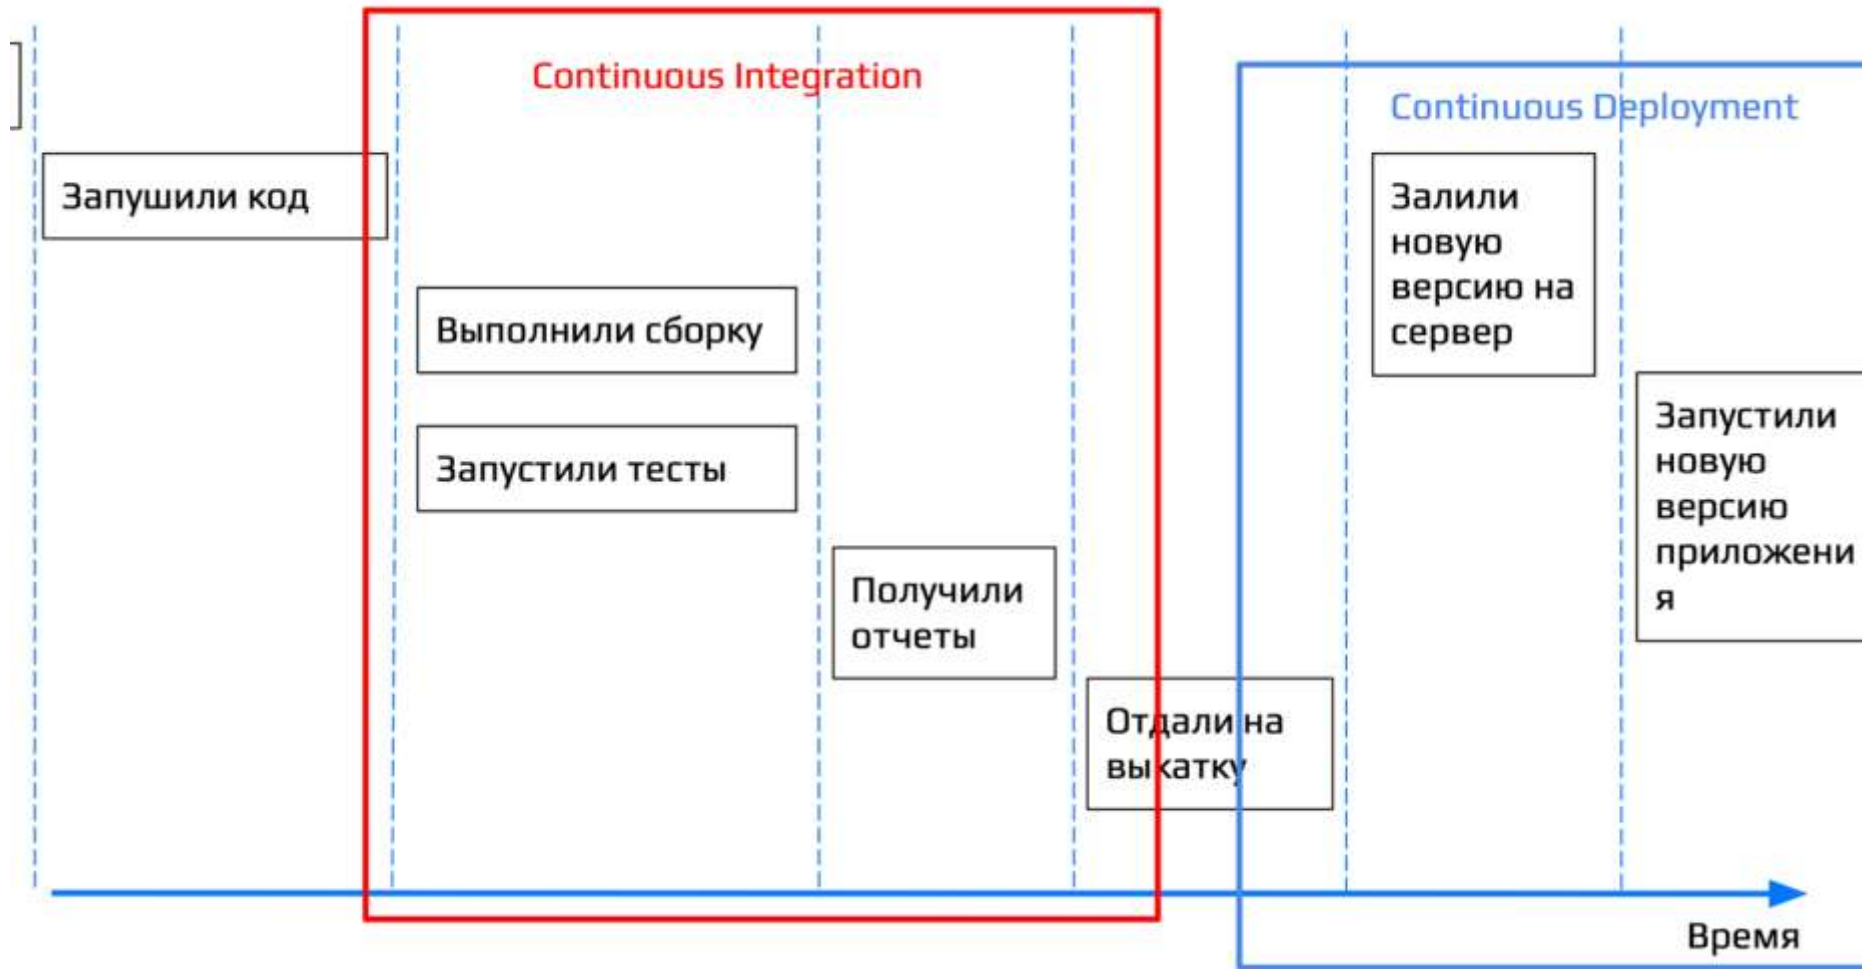 Continuous Integration
Continuous Deployment
Запушили код
Выполнили сборку
Запустили тесты
Получили
отчеты
Отдали на
выкатку
Залили
новую
версию на
сервер
Запустили
новую
версию
приложени
я
Время